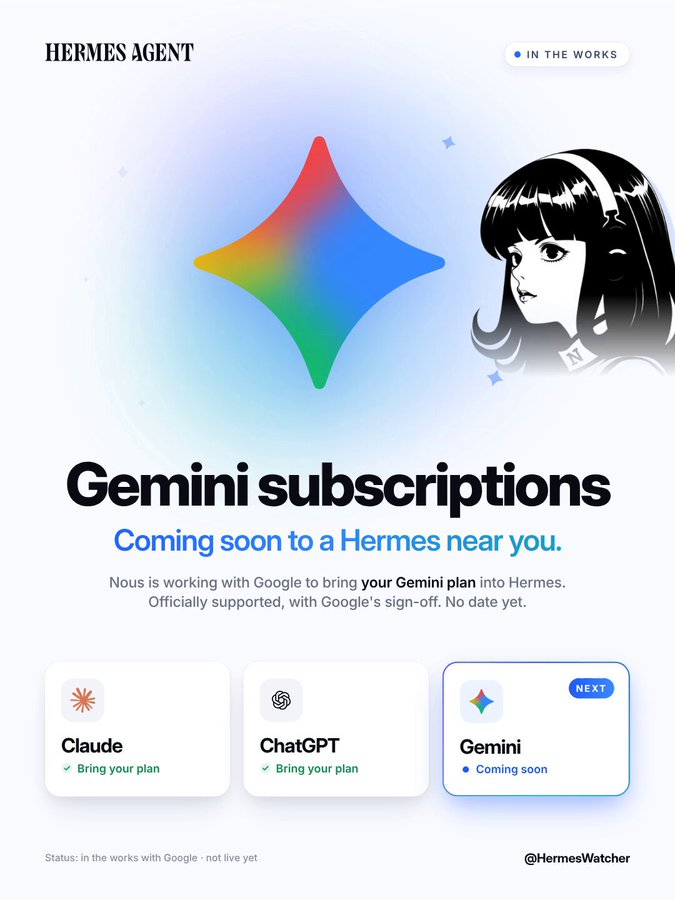 HERMES AGENT
IN THE WORKS
N
Gemini subscriptions
Coming soon to a Hermes near you.
Nous is working with Google to bring your Gemini plan into Hermes.
Officially supported, with Google's sign-off. No date yet.
Claude
Bring your plan
ChatGPT
Bring your plan
NEXT
Gemini
Coming soon
Status: in the works with Google · not live yet
@HermesWatcher